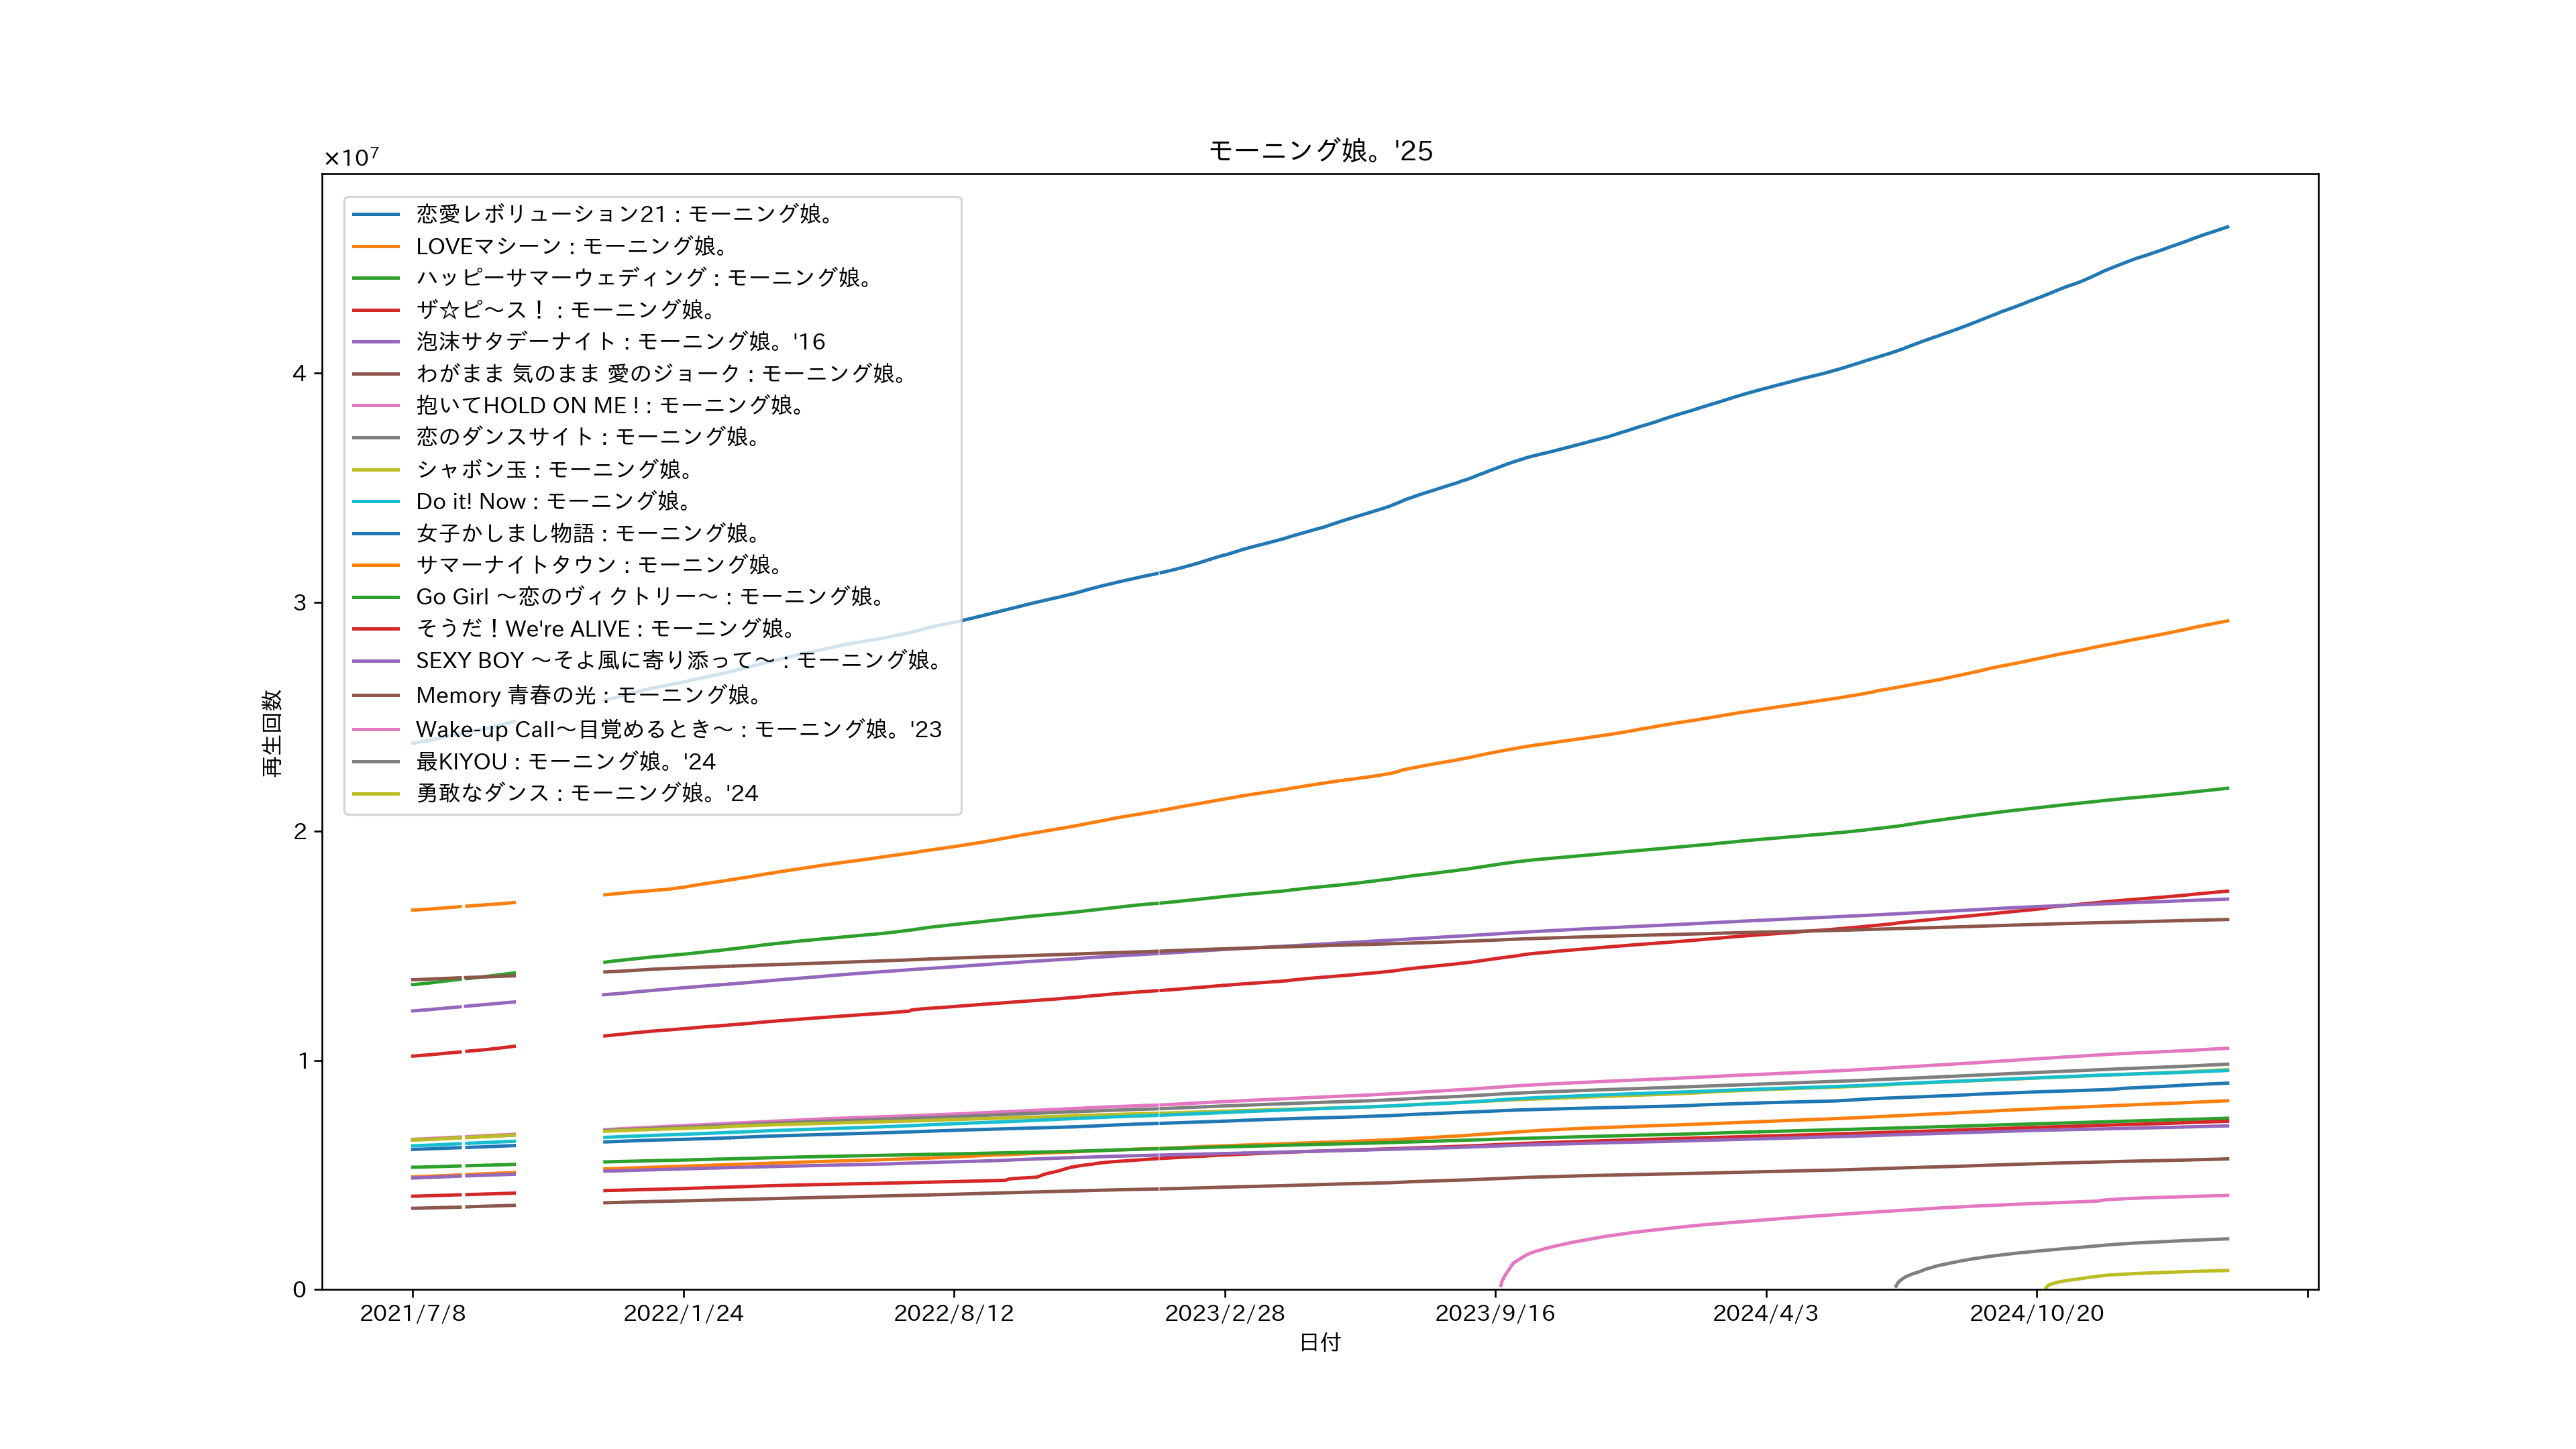 モーニング娘。'25
×10⁷
恋愛レボリューション21 : モーニング娘。
LOVEマシーン : モーニング娘。
ハッピーサマーウェディング : モーニング娘。
ザ☆ピ〜ス！ : モーニング娘。
泡沫サタデーナイト : モーニング娘。'16
わがまま 気のまま 愛のジョーク : モーニング娘。
抱いてHOLD ON ME ! : モーニング娘。
恋のダンスサイト : モーニング娘。
シャボン玉 : モーニング娘。
Do it! Now : モーニング娘。
女子かしまし物語 : モーニング娘。
サマーナイトタウン : モーニング娘。
Go Girl 〜恋のヴィクトリー〜 : モーニング娘。
そうだ！We're ALIVE : モーニング娘。
SEXY BOY 〜そよ風に寄り添って〜 : モーニング娘。
Memory 青春の光 : モーニング娘。
Wake-up Call〜目覚めるとき〜 : モーニング娘。'23
最KIYOU : モーニング娘。'24
勇敢なダンス : モーニング娘。'24
再生回数
4
3
2
1
0
2021/7/8
2022/1/24
2022/8/12
2023/2/28
2023/9/16
2024/4/3
2024/10/20
日付